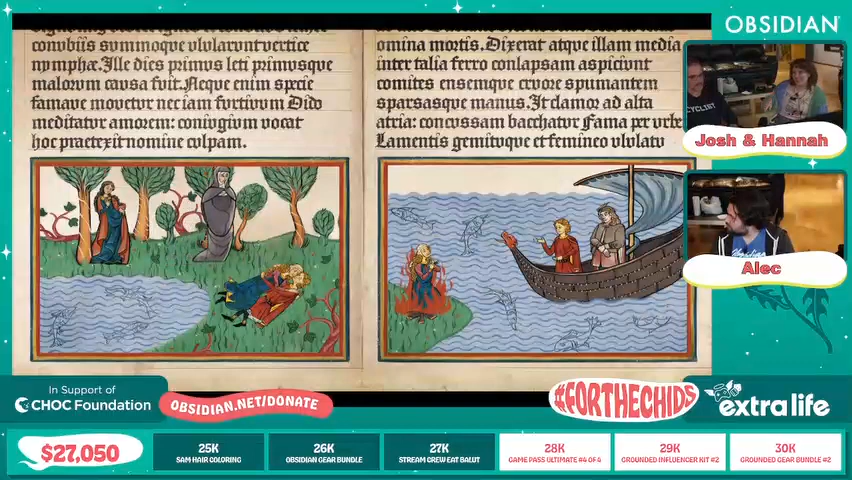 conubiis summoque ulularunt vertice
nymphæ. Ille dies primus leti primusque
malorum causa fuit. Neque enim specie
famave movetur nec iam furtivum Dido
meditatur amorem: coniugium vocat
hoc praetexit nomine culpam.
omina mortis. Dixerat atque illam media
inter talia ferro conlapsam aspiciunt
comites ensemque cruore spumantem
sparsasque manus. It clamor ad alta
atria: concussam bacchatur Fama per urbe
Lamentis gemituque et femineo ululatu
OBSIDIAN
CYCLIST
Josh & Hannah
Alec
In Support of
CHOC Foundation
OBSIDIAN.NET/DONATE
#FORTHECHIDS
extralife
$27,050
25K
SAM HAIR COLORING
26K
OBSIDIAN GEAR BUNDLE
27K
STREAM CREW EAT BALUT
28K
GAME PASS ULTIMATE #4 OF 4
29K
GROUNDED INFLUENCER KIT #2
30K
GROUNDED GEAR BUNDLE #2